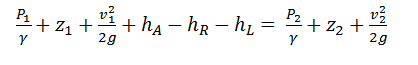 P₁/γ + z₁ + v₁²/2g + h_A − h_R − h_L = P₂/γ + z₂ + v₂²/2g